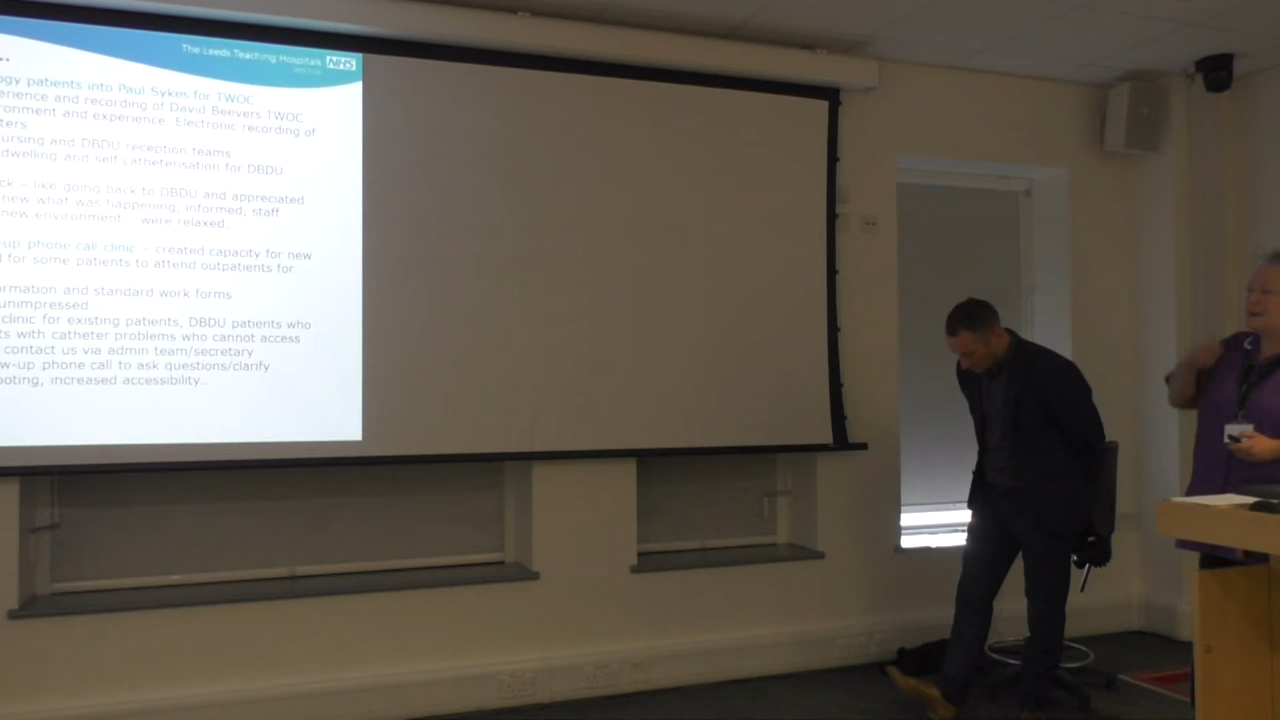 The Leeds Teaching Hospitals NHS
..
ogy patients into Paul Sykes for TWOC
erience and recording of David Beevers TWOC
ronment and experience. Electronic recording of
ters
ursing and DBDU reception teams
dwelling and self catheterisation for DBDU
ck – like going back to DBDU and appreciated
new what was happening, informed, staff
new environment were relaxed.
-up phone call clinic – created capacity for new
for some patients to attend outpatients for
ormation and standard work forms
unimpressed
clinic for existing patients, DBDU patients who
ts with catheter problems who cannot access
contact us via admin team/secretary
w-up phone call to ask questions/clarify
ooting, increased accessibility...